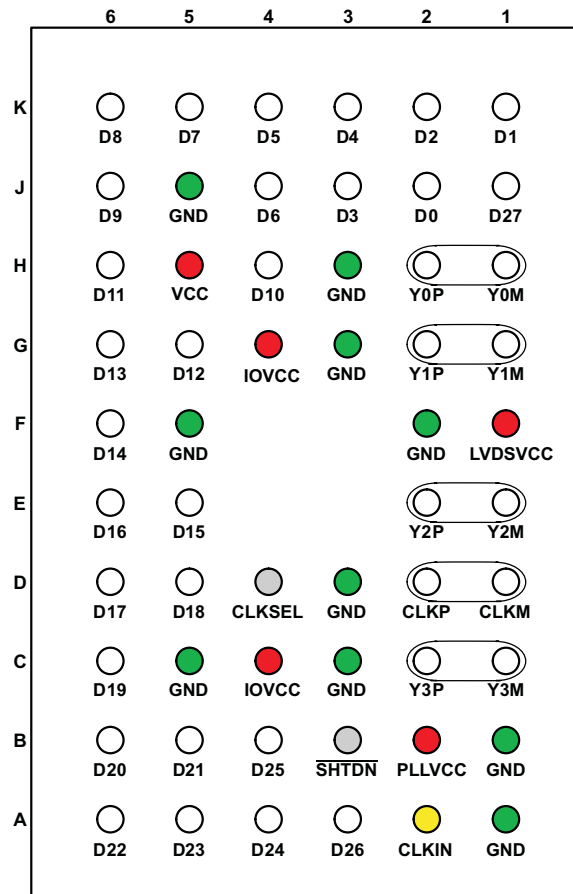 6 5 4 3 2 1
K
D8 D7 D5 D4 D2 D1
J
D9 GND D6 D3 D0 D27
H
D11 VCC D10 GND Y0P Y0M
G
D13 D12 IOVCC GND Y1P Y1M
F
D14 GND GND LVDSVCC
E
D16 D15 Y2P Y2M
D
D17 D18 CLKSEL GND CLKP CLKM
C
D19 GND IOVCC GND Y3P Y3M
B
D20 D21 D25 SHTDN PLLVCC GND
A
D22 D23 D24 D26 CLKIN GND